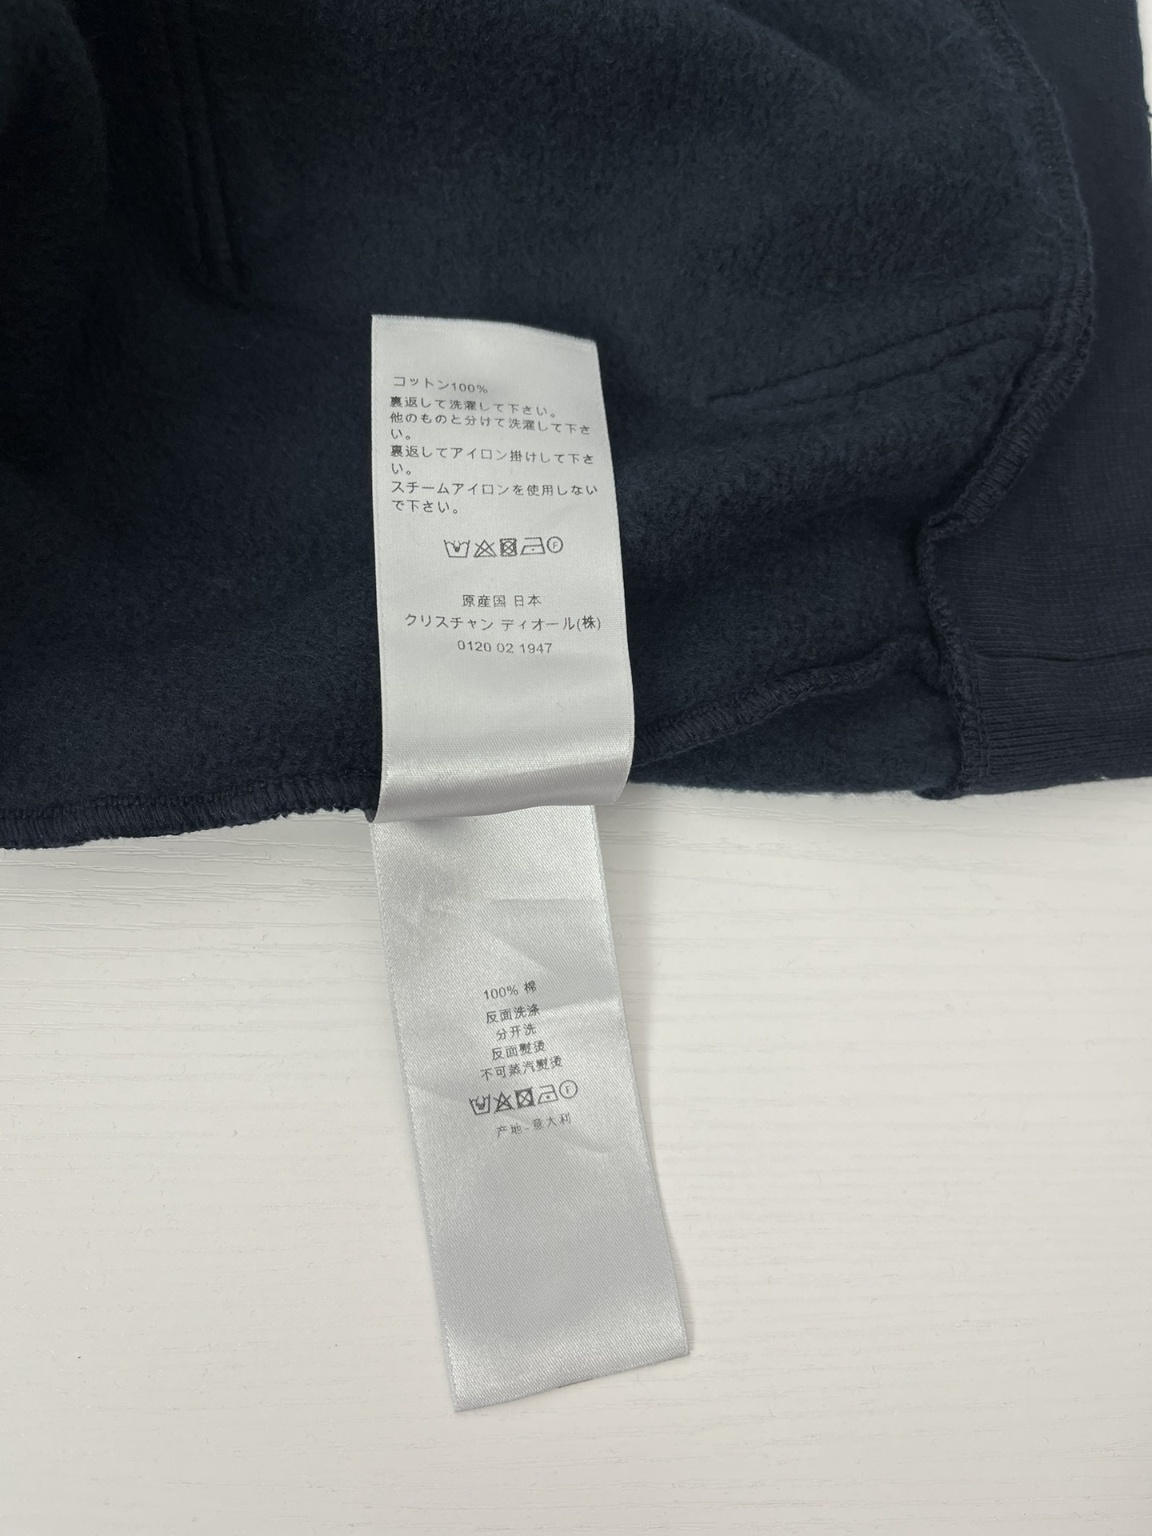 コットン100%
裏返して洗濯して下さい。
他のものと分けて洗濯して下さ
い。
裏返してアイロン掛けして下さ
い。
スチームアイロンを使用しない
で下さい。
F
原産国 日本
クリスチャン ディオール(株)
0120 02 1947
100% 棉
反面洗涤
分开洗
反面熨烫
不可蒸汽熨烫
F
产地-意大利